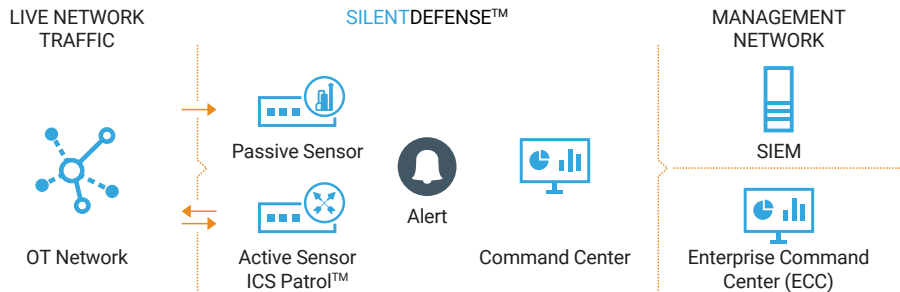 LIVE NETWORK
TRAFFIC
SILENTDEFENSE™
MANAGEMENT
NETWORK
Passive Sensor
SIEM
Alert
OT Network
Active Sensor
ICS Patrol™
Command Center
Enterprise Command
Center (ECC)